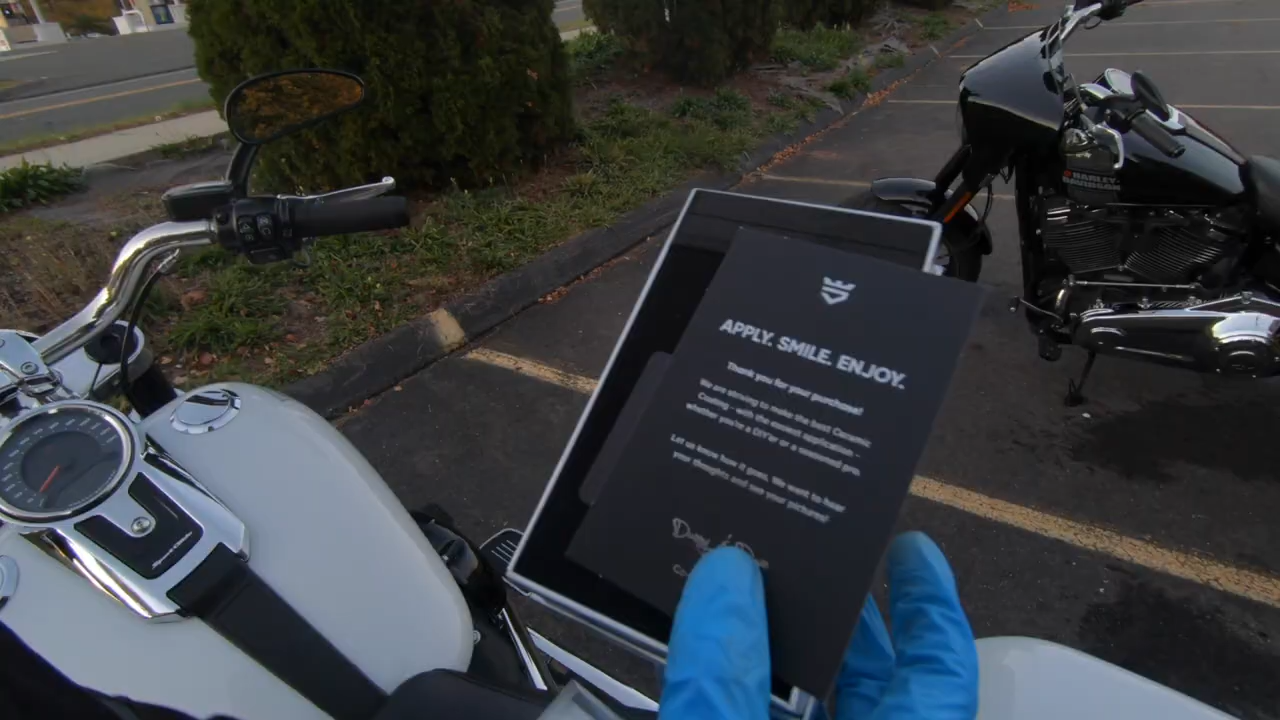 APPLY. SMILE. ENJOY.
Thank you for your purchase!
We are striving to make the best Ceramic
Coating - with the easiest application -
whether you're a DIY'er or a seasoned pro.
Let us know how it goes. We want to hear
your thoughts and see your pictures!
HARLEY-
DAVIDSON